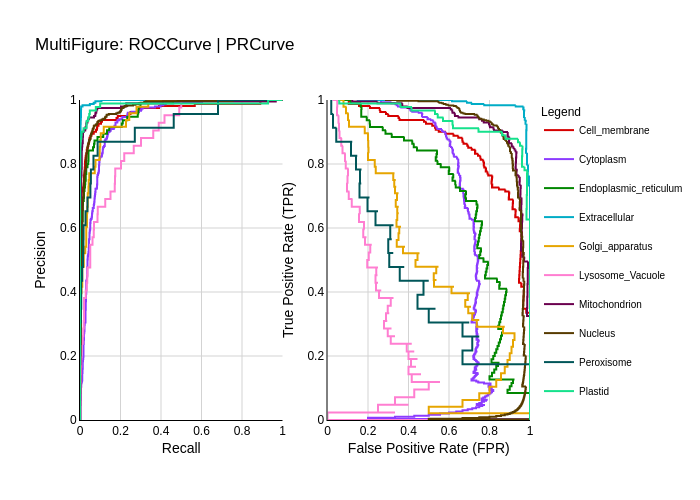 MultiFigure: ROCCurve | PRCurve
1
0.8
0.6
0.4
0.2
0
0
0.2
0.4
0.6
0.8
1
Precision
Recall
1
0.8
0.6
0.4
0.2
0
0
0.2
0.4
0.6
0.8
1
True Positive Rate (TPR)
False Positive Rate (FPR)
Legend
Cell_membrane
Cytoplasm
Endoplasmic_reticulum
Extracellular
Golgi_apparatus
Lysosome_Vacuole
Mitochondrion
Nucleus
Peroxisome
Plastid